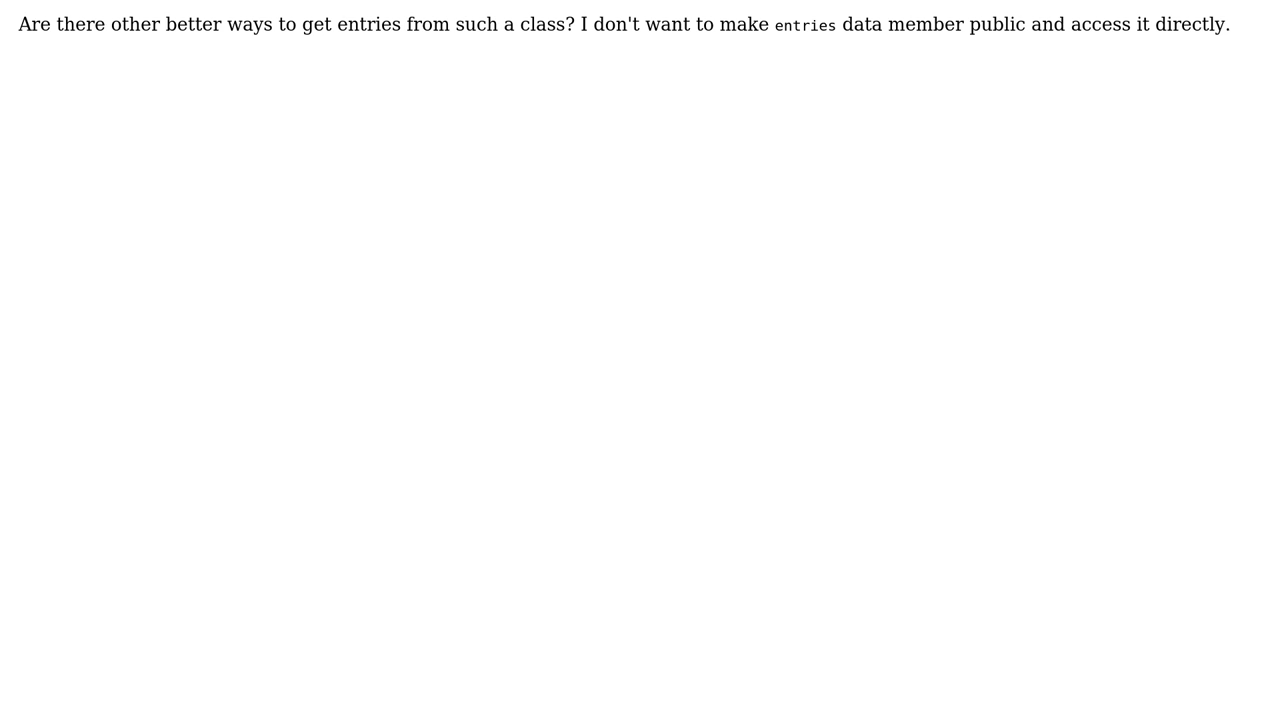 Are there other better ways to get entries from such a class? I don't want to make entries data member public and access it directly.